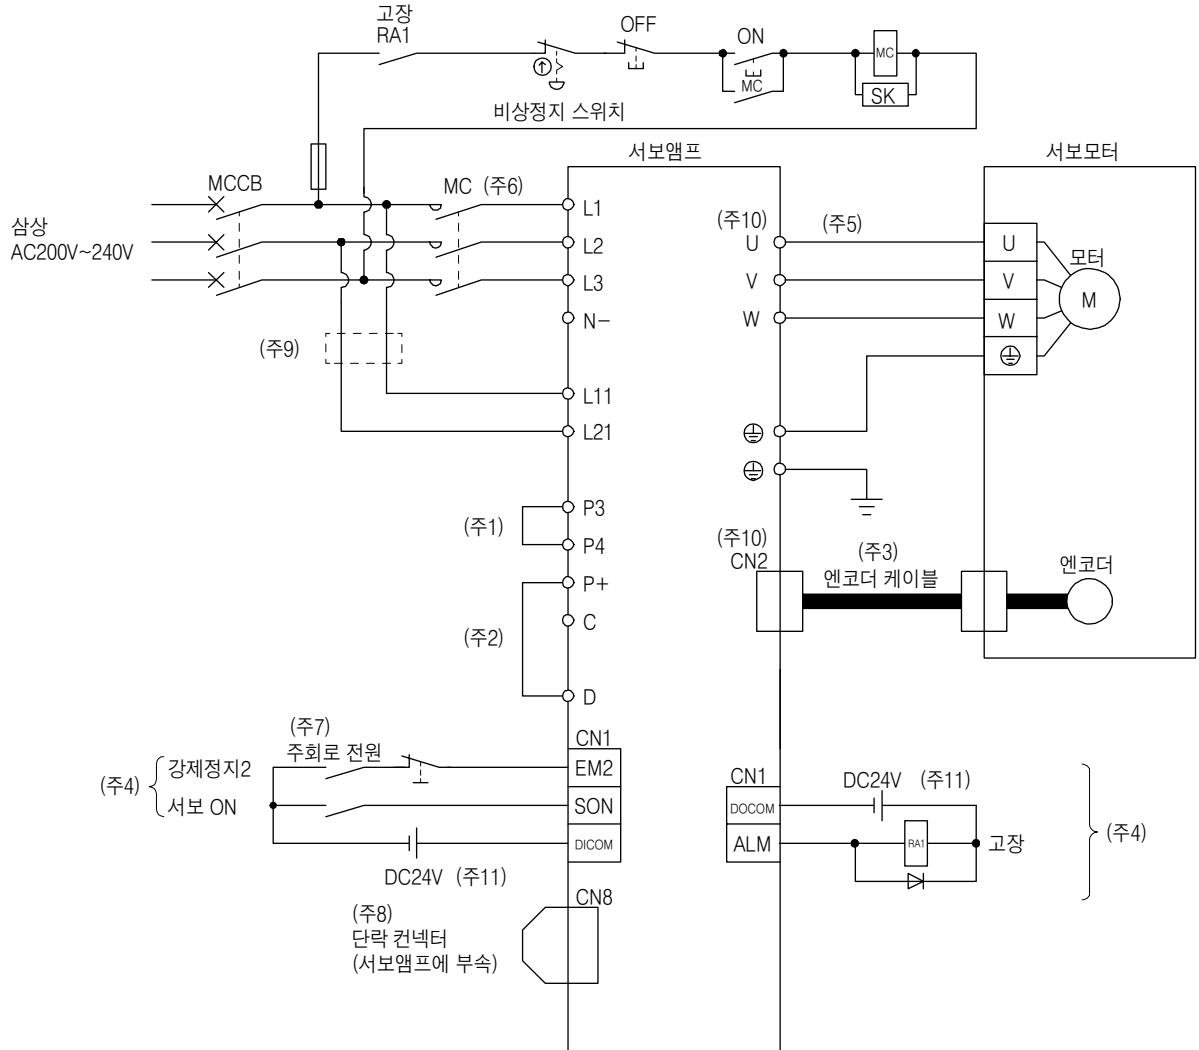 고장
RA1
OFF
ON
MC
MC
SK
비상정지 스위치
서보앰프
서보모터
MCCB
MC (주6)
삼상
AC200V~240V
L1
L2
L3
N−
(주10)
U
V
W
(주5)
U
V
W
모터
M
(주9)
L11
L21
(주1)
P3
P4
P+
C
D
(주2)
(주10)
CN2
(주3)
엔코더 케이블
엔코더
(주7)
주회로 전원
(주4)
강제정지2
서보 ON
CN1
EM2
SON
DICOM
DC24V (주11)
CN1
DOCOM
ALM
DC24V (주11)
RA1
고장
(주4)
CN8
(주8)
단락 컨넥터
(서보앰프에 부속)